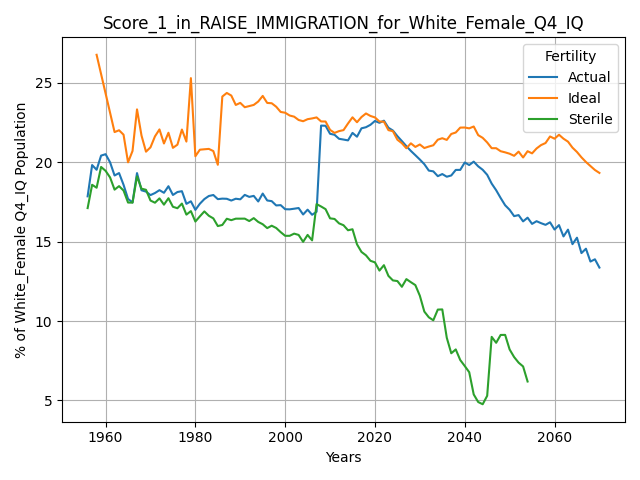 Score_1_in_RAISE_IMMIGRATION_for_White_Female_Q4_IQ
Fertility
Actual
Ideal
Sterile
25
20
15
10
5
% of White_Female Q4_IQ Population
1960 1980 2000 2020 2040 2060
Years